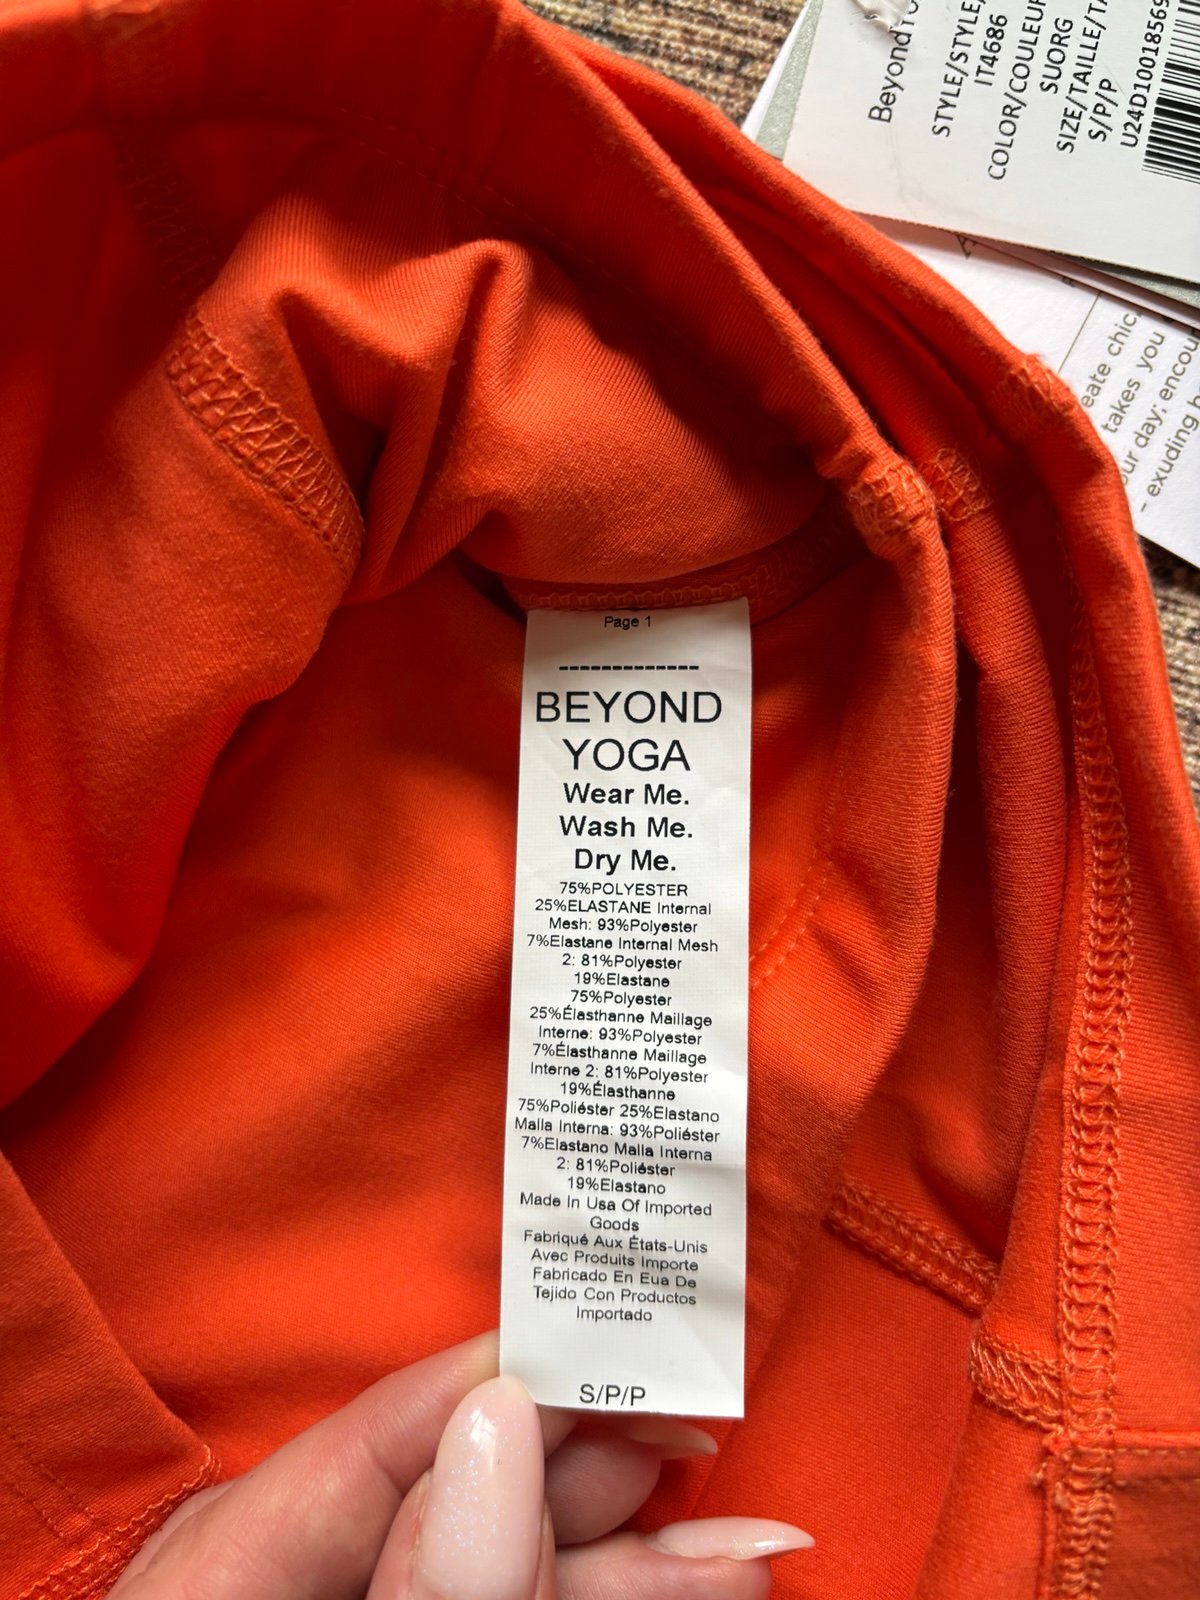 Page 1
-------------
BEYOND
YOGA
Wear Me.
Wash Me.
Dry Me.
75%POLYESTER
25%ELASTANE Internal
Mesh: 93%Polyester
7%Elastane Internal Mesh
2: 81%Polyester
19%Elastane
75%Polyester
25%Élasthanne Maillage
Interne: 93%Polyester
7%Élasthanne Maillage
Interne 2: 81%Polyester
19%Élasthanne
75%Poliéster 25%Elastano
Malla Interna: 93%Poliéster
7%Elastano Malla Interna
2: 81%Poliéster
19%Elastano
Made In Usa Of Imported
Goods
Fabriqué Aux États-Unis
Avec Produits Importe
Fabricado En Eua De
Tejido Con Productos
Importado
S/P/P
STYLE/STYLE/
IT4686
COLOR/COULEUR
SUORG
SIZE/TAILLE/TA
S/P/P
U24D10018569
takes you
our day; encou
- exuding